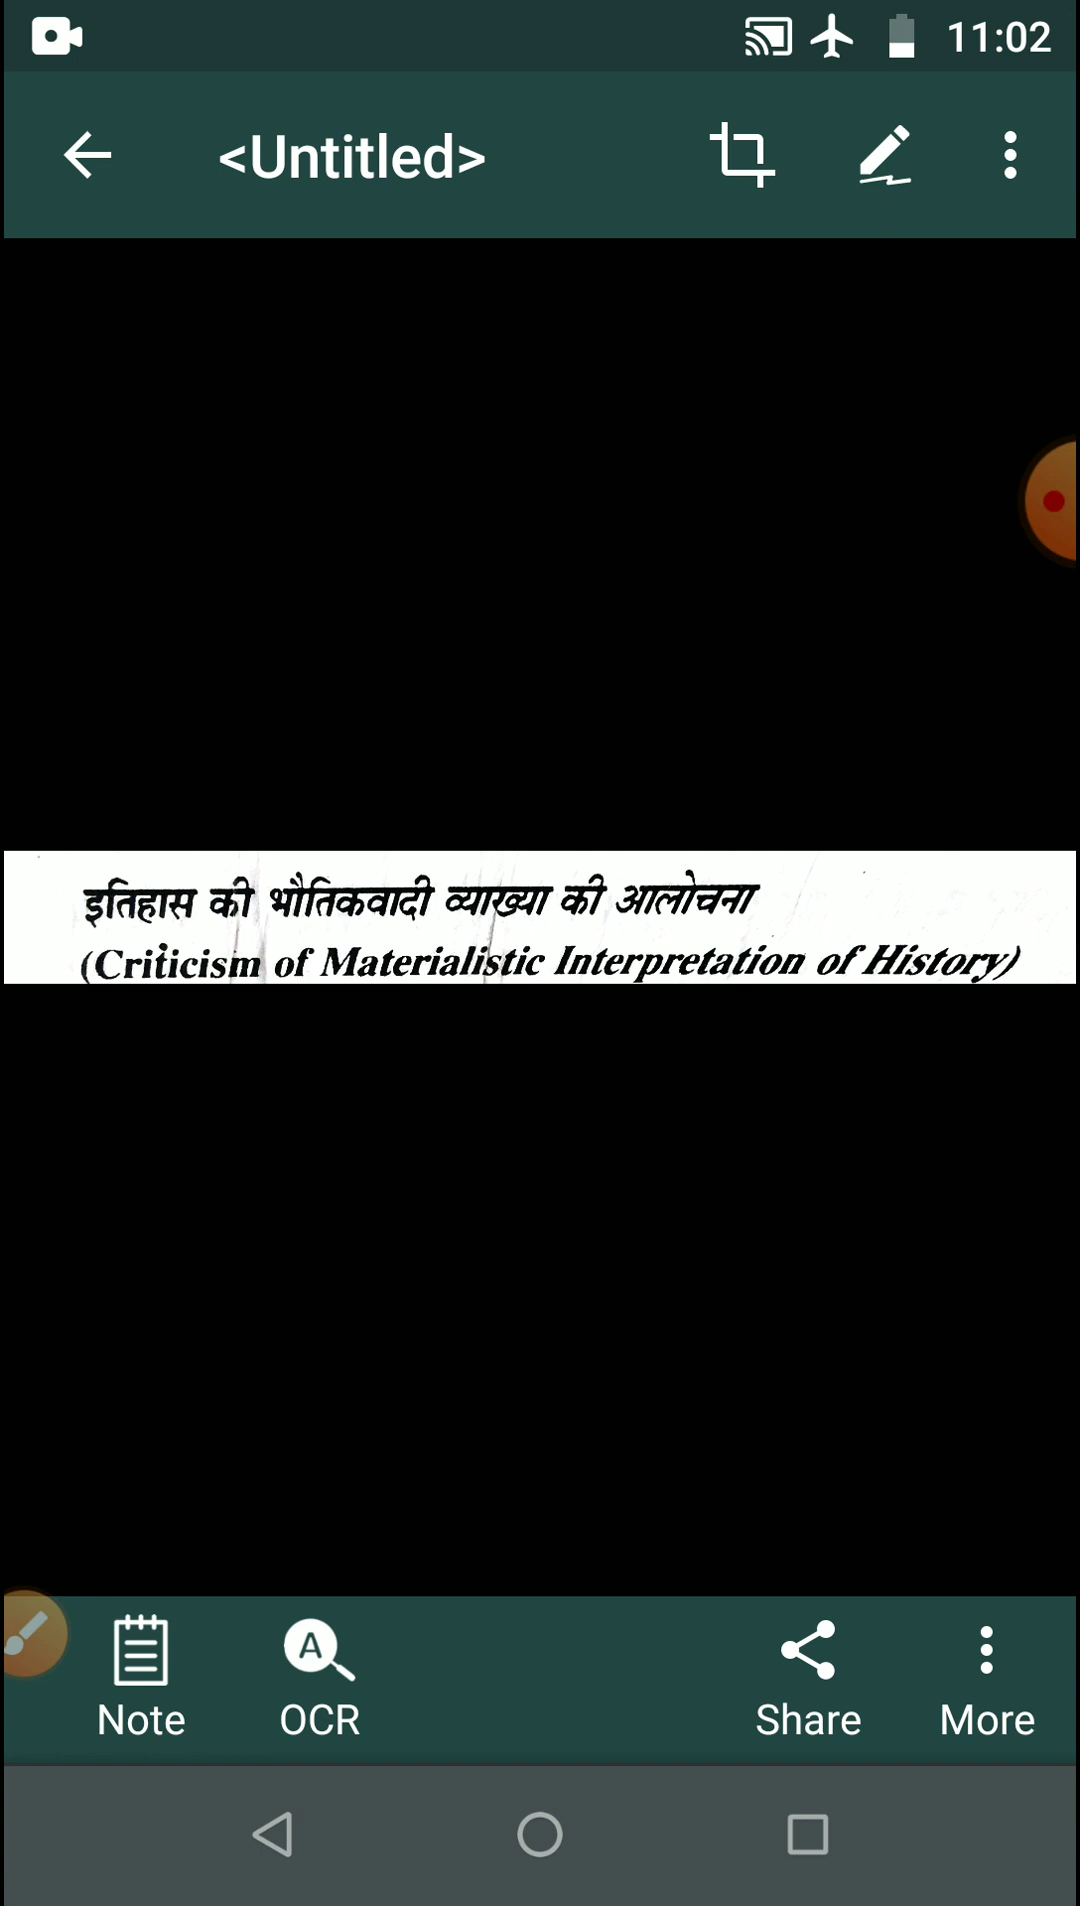 11:02
<Untitled>
इतिहास की भौतिकवादी व्याख्या की आलोचना
(Criticism of Materialistic Interpretation of History)
A
Note
OCR
Share
More